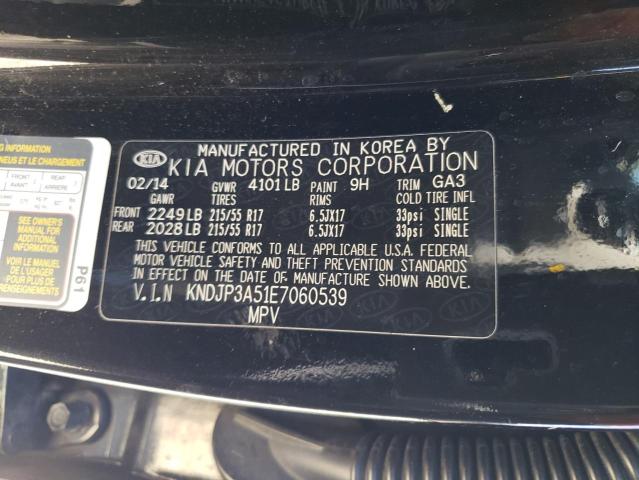 MANUFACTURED IN KOREA BY
KIA KIA MOTORS CORPORATION
02/14 GVWR 4101LB PAINT 9H TRIM GA3
GAWR TIRES RIMS COLD TIRE INFL
FRONT 2249LB 215/55 R17 6.5JX17 33psi SINGLE
REAR 2028LB 215/55 R17 6.5JX17 33psi SINGLE
THIS VEHICLE CONFORMS TO ALL APPLICABLE U.S.A. FEDERAL
MOTOR VEHICLE SAFETY AND THEFT PREVENTION STANDARDS
IN EFFECT ON THE DATE OF MANUFACTURE SHOWN ABOVE.
V.I.N KNDJP3A51E7060539
MPV
INFORMATION
PNEUS ET LE CHARGEMENT
FRONT REAR
AVANT ARRIÈRE
SEE OWNER'S
MANUAL FOR
ADDITIONAL
INFORMATION
VOIR LE MANUEL
DE L'USAGER
POUR PLUS DE
RENSEIGNEMENTS
P61